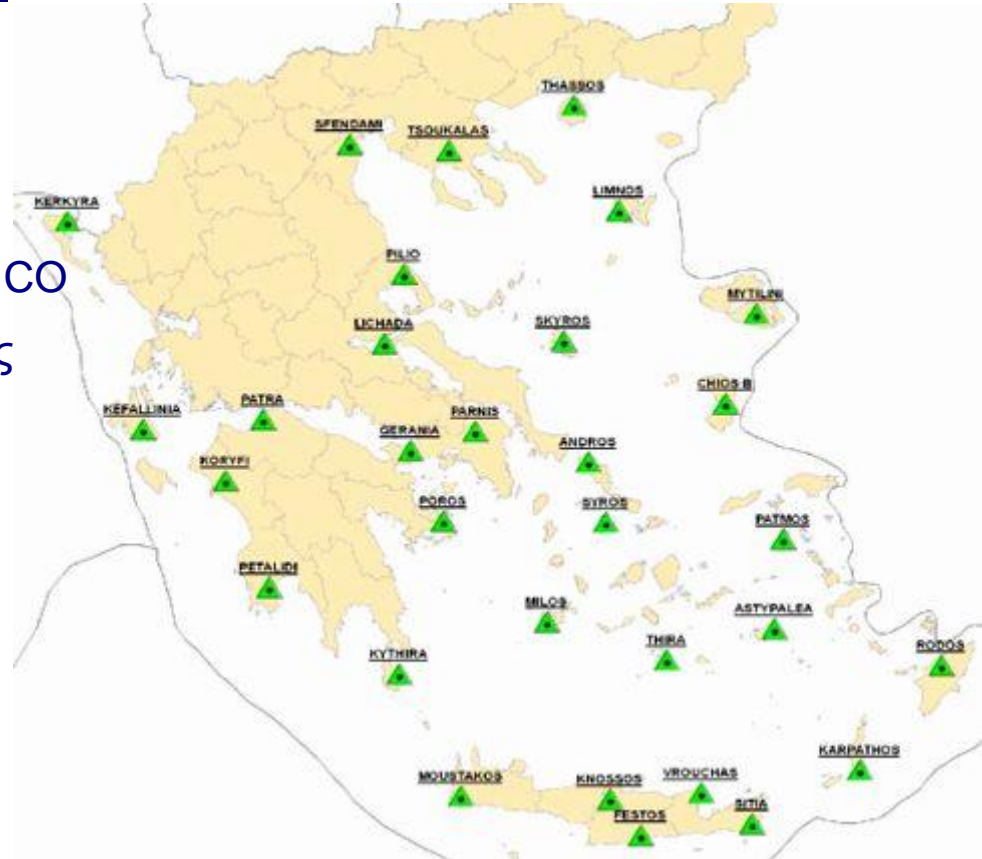 THASSOS
SFENDAMI
TSOUKALAS
LIMNOS
KERKYRA
PILIO
CO
MYTILINI
SKYROS
LICHADA
ς
CHIOS B
KEFALLINIA
PATRA
PARNIS
GERANIA
ANDROS
KORYFI
POROS
SYROS
PATMOS
PETALIDI
MILOS
ASTYPALEA
THIRA
RODOS
KYTHIRA
KARPATHOS
MOUSTAKOS
KNOSSOS
VROUCHAS
SITIA
FESTOS